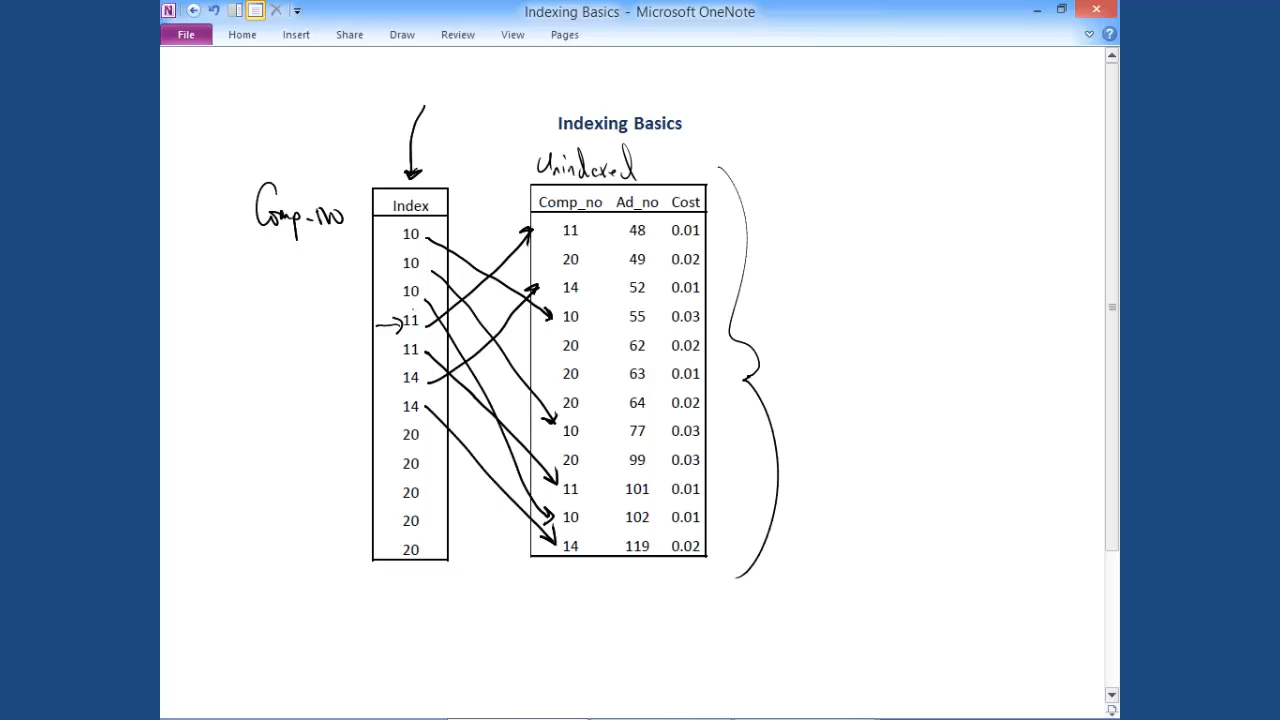 Indexing Basics - Microsoft OneNote
File Home Insert Share Draw Review View Pages
Indexing Basics
Unindexed
Comp-no
Index
10
10
10
11
11
14
14
20
20
20
20
20
Comp_no Ad_no Cost
11 48 0.01
20 49 0.02
14 52 0.01
10 55 0.03
20 62 0.02
20 63 0.01
20 64 0.02
10 77 0.03
20 99 0.03
11 101 0.01
10 102 0.01
14 119 0.02